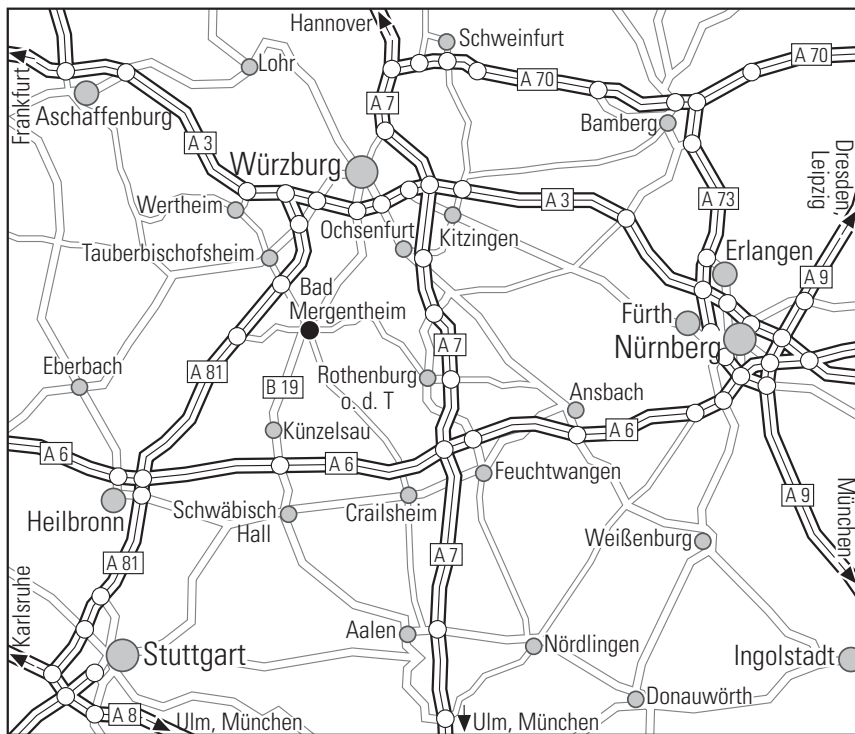 Hannover
Schweinfurt
A 70
Lohr
A 70
Frankfurt
Aschaffenburg
A 7
Bamberg
A 3
Würzburg
Dresden,
Leipzig
Wertheim
Ochsenfurt
Kitzingen
A 3
A 73
Tauberbischofsheim
Erlangen
A 9
Bad
Mergentheim
Fürth
Nürnberg
A 7
Eberbach
A 81
B 19
Rothenburg
o. d. T
Ansbach
Künzelsau
A 6
A 6
A 6
Feuchtwangen
Heilbronn
Schwäbisch
Hall
Crailsheim
A 9
München
A 81
A 7
Weißenburg
Karlsruhe
Aalen
Stuttgart
Nördlingen
Ingolstadt
Donauwörth
A 8
Ulm, München
Ulm, München